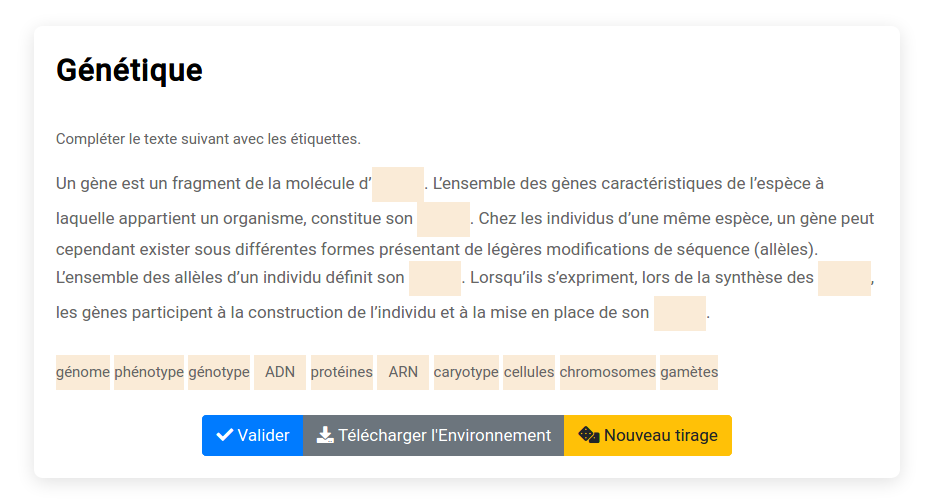 Génétique
Compléter le texte suivant avec les étiquettes.
Un gène est un fragment de la molécule d’ . L’ensemble des gènes caractéristiques de l’espèce à
laquelle appartient un organisme, constitue son . Chez les individus d’une même espèce, un gène peut
cependant exister sous différentes formes présentant de légères modifications de séquence (allèles).
L’ensemble des allèles d’un individu définit son . Lorsqu’ils s’expriment, lors de la synthèse des ,
les gènes participent à la construction de l’individu et à la mise en place de son .
génome phénotype génotype ADN protéines ARN caryotype cellules chromosomes gamètes
Valider Télécharger l'Environnement Nouveau tirage